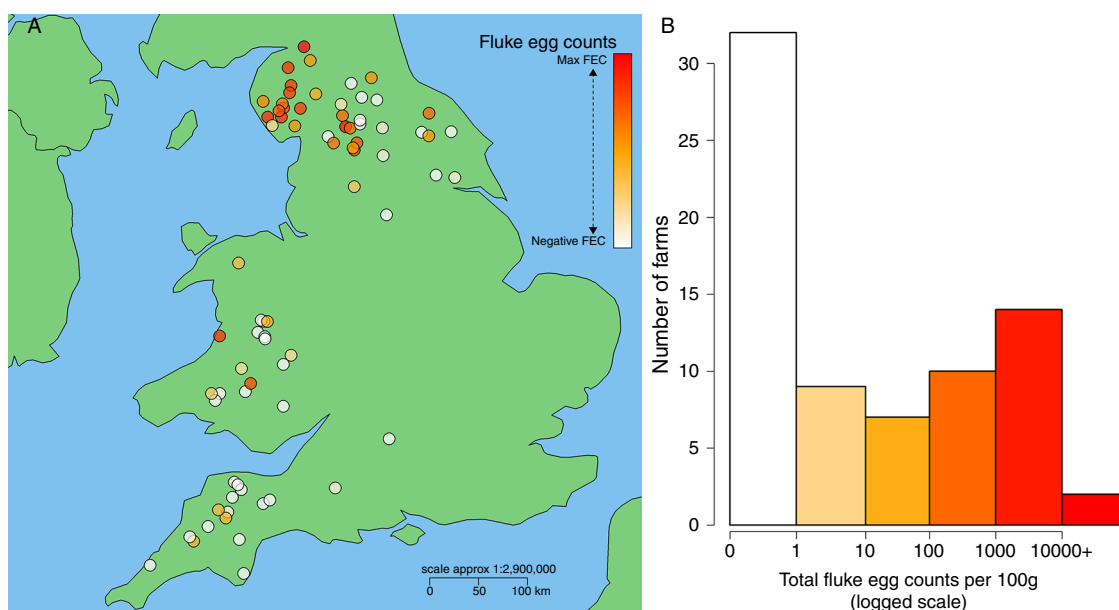 A
Fluke egg counts
Max FEC
Negative FEC
scale approx 1:2,900,000
0 50 100 km
B
Number of farms
30
25
20
15
10
5
0
0 1 10 100 1000 10000+
Total fluke egg counts per 100g
(logged scale)